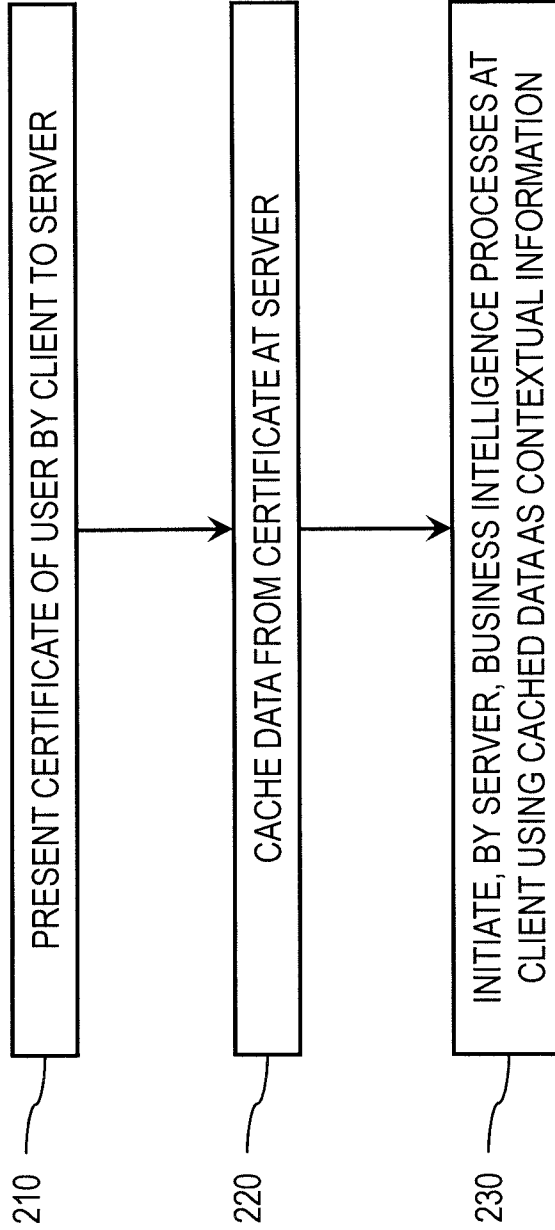 210
PRESENT CERTIFICATE OF USER BY CLIENT TO SERVER
220
CACHE DATA FROM CERTIFICATE AT SERVER
230
INITIATE, BY SERVER, BUSINESS INTELLIGENCE PROCESSES AT
CLIENT USING CACHED DATA AS CONTEXTUAL INFORMATION